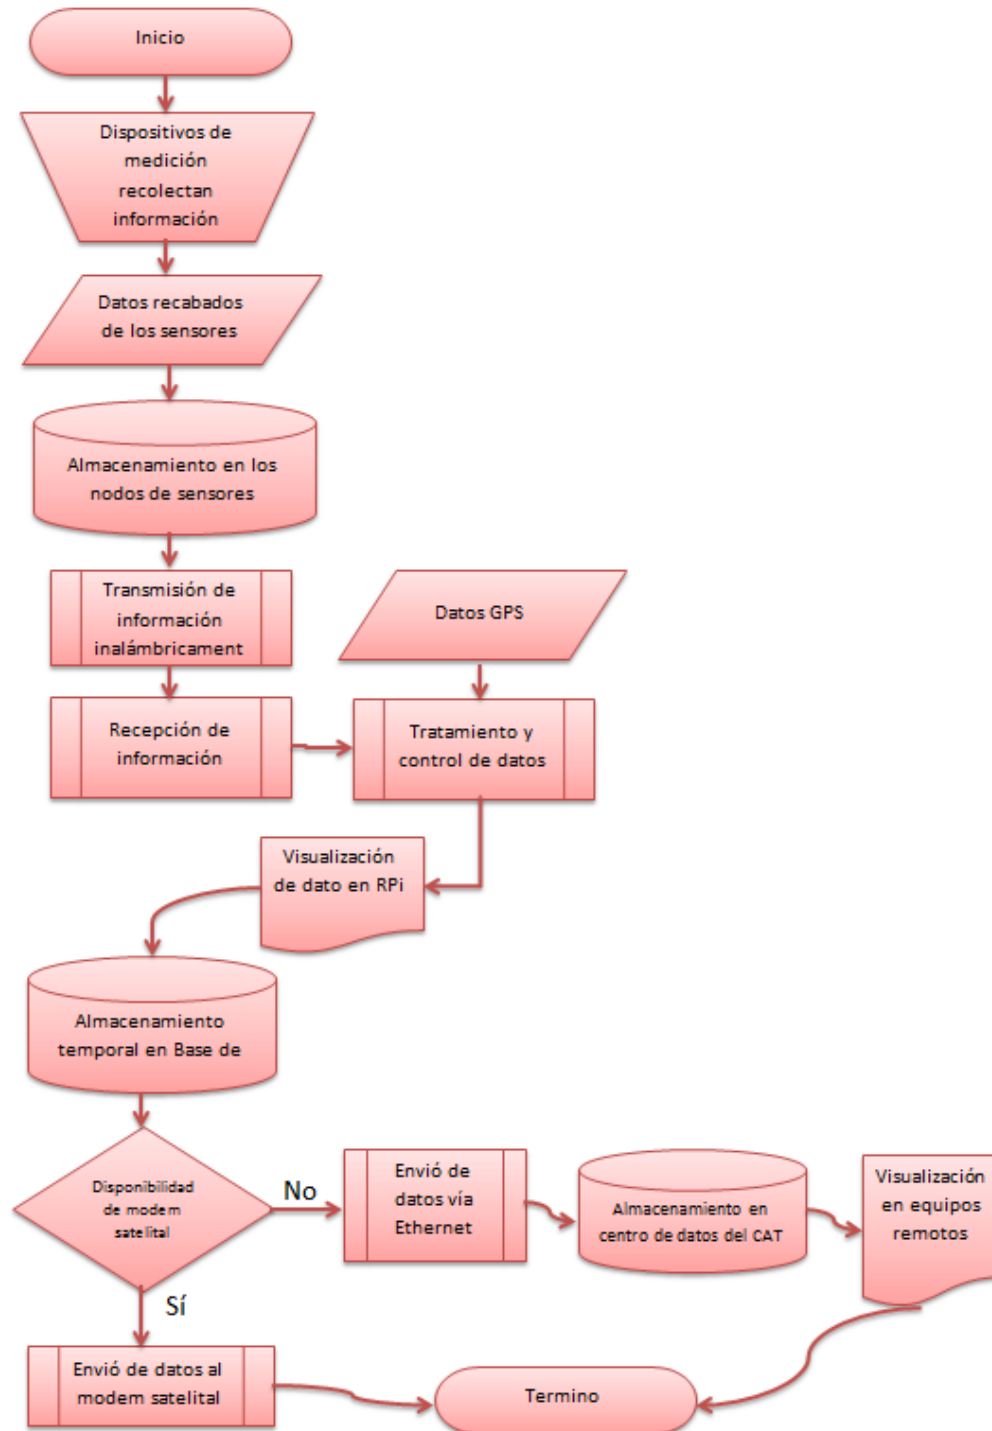 Inicio
Dispositivos de
medición
recolectan
información
Datos recabados
de los sensores
Almacenamiento en los
nodos de sensores
Transmisión de
información
inalámbricament
Datos GPS
Recepción de
información
Tratamiento y
control de datos
Visualización
de dato en RPi
Almacenamiento
temporal en Base de
Disponibilidad
de modem
satelital
No
Envió de
datos vía
Ethernet
Almacenamiento en
centro de datos del CAT
Visualización
en equipos
remotos
Sí
Envió de datos al
modem satelital
Termino